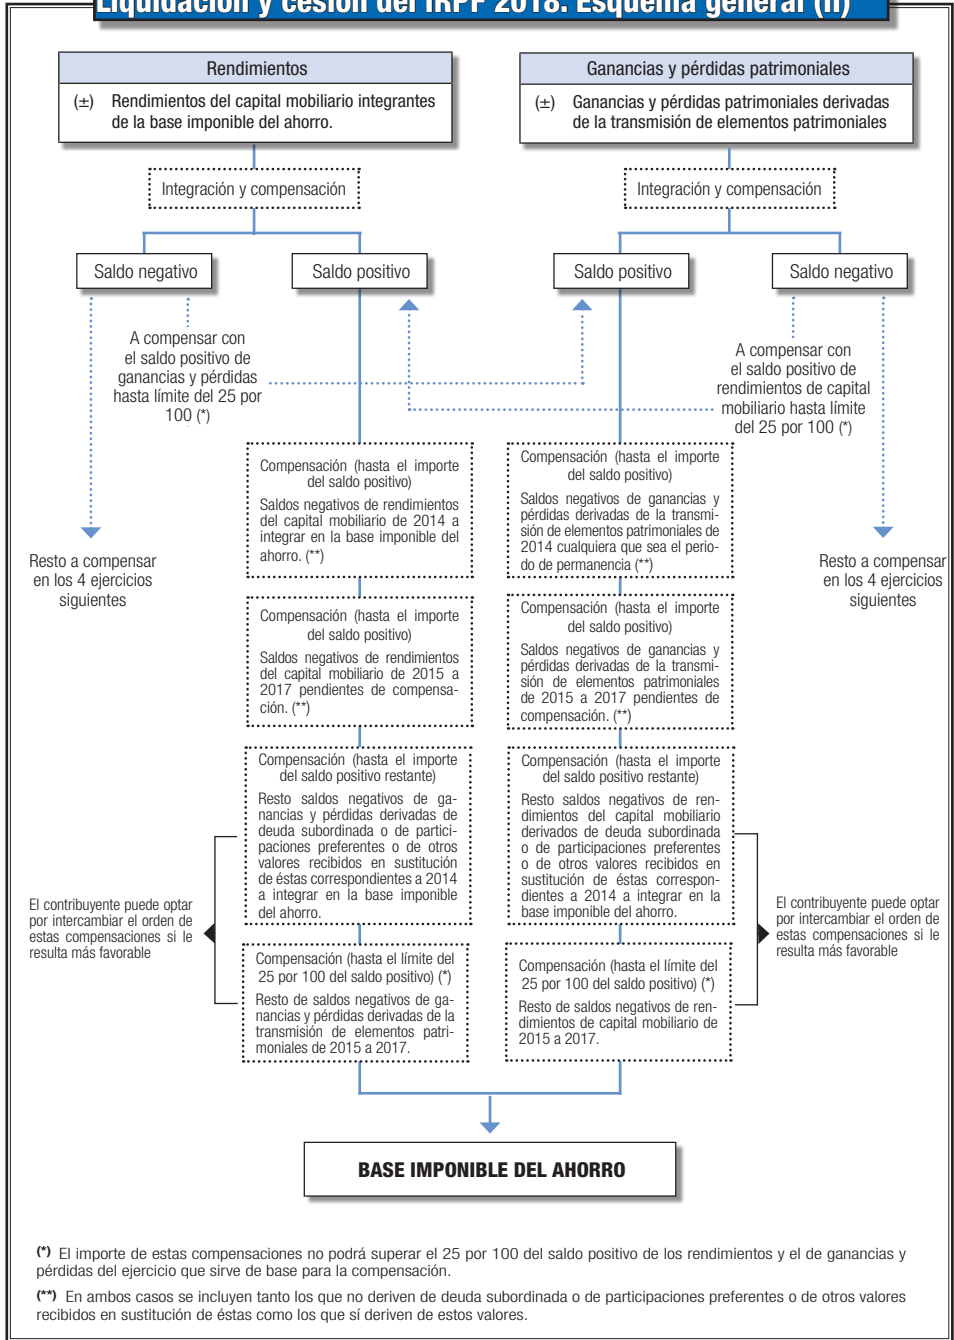 Liquidación y cesión del IRPF 2018. Esquema general (II)
Rendimientos
(±) Rendimientos del capital mobiliario integrantes
de la base imponible del ahorro.
Ganancias y pérdidas patrimoniales
(±) Ganancias y pérdidas patrimoniales derivadas
de la transmisión de elementos patrimoniales
Integración y compensación
Integración y compensación
Saldo negativo
Saldo positivo
Saldo positivo
Saldo negativo
A compensar con
el saldo positivo de
ganancias y pérdidas
hasta límite del 25 por
100 (*)
A compensar con
el saldo positivo de
rendimientos de capital
mobiliario hasta límite
del 25 por 100 (*)
Resto a compensar
en los 4 ejercicios
siguientes
Compensación (hasta el importe
del saldo positivo)
Saldos negativos de rendimientos
del capital mobiliario de 2014 a
integrar en la base imponible del
ahorro. (**)
Compensación (hasta el importe
del saldo positivo)
Saldos negativos de ganancias y
pérdidas derivadas de la transmi-
sión de elementos patrimoniales de
2014 cualquiera que sea el perio-
do de permanencia (**)
Resto a compensar
en los 4 ejercicios
siguientes
Compensación (hasta el importe
del saldo positivo)
Saldos negativos de rendimientos
del capital mobiliario de 2015 a
2017 pendientes de compensa-
ción. (**)
Compensación (hasta el importe
del saldo positivo)
Saldos negativos de ganancias y
pérdidas derivadas de la transmi-
sión de elementos patrimoniales
de 2015 a 2017 pendientes de
compensación. (**)
Compensación (hasta el importe
del saldo positivo restante)
Resto saldos negativos de ga-
nancias y pérdidas derivadas de
deuda subordinada o de partici-
paciones preferentes o de otros
valores recibidos en sustitución
de éstas correspondientes a 2014
a integrar en la base imponible
del ahorro.
Compensación (hasta el importe
del saldo positivo restante)
Resto saldos negativos de ren-
dimientos del capital mobiliario
derivados de deuda subordinada
o de participaciones preferentes
o de otros valores recibidos en
sustitución de éstas correspon-
dientes a 2014 a integrar en la
base imponible del ahorro.
El contribuyente puede optar
por intercambiar el orden de
estas compensaciones si le
resulta más favorable
El contribuyente puede optar
por intercambiar el orden de
estas compensaciones si le
resulta más favorable
Compensación (hasta el límite del
25 por 100 del saldo positivo) (*)
Resto de saldos negativos de ga-
nancias y pérdidas derivadas de la
transmisión de elementos patri-
moniales de 2015 a 2017.
Compensación (hasta el límite del
25 por 100 del saldo positivo) (*)
Resto de saldos negativos de ren-
dimientos de capital mobiliario de
2015 a 2017.
BASE IMPONIBLE DEL AHORRO
(*) El importe de estas compensaciones no podrá superar el 25 por 100 del saldo positivo de los rendimientos y el de ganancias y
pérdidas del ejercicio que sirve de base para la compensación.
(**) En ambos casos se incluyen tanto los que no deriven de deuda subordinada o de participaciones preferentes o de otros valores
recibidos en sustitución de éstas como los que sí deriven de estos valores.